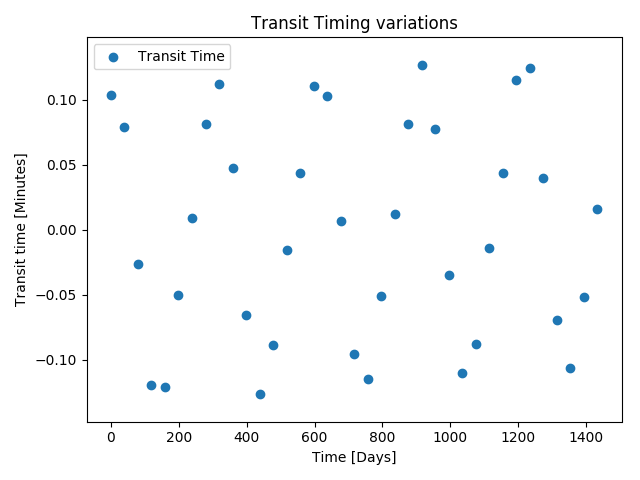 Transit Timing variations
Transit Time
0.10
0.05
0.00
−0.05
−0.10
Transit time [Minutes]
0 200 400 600 800 1000 1200 1400
Time [Days]